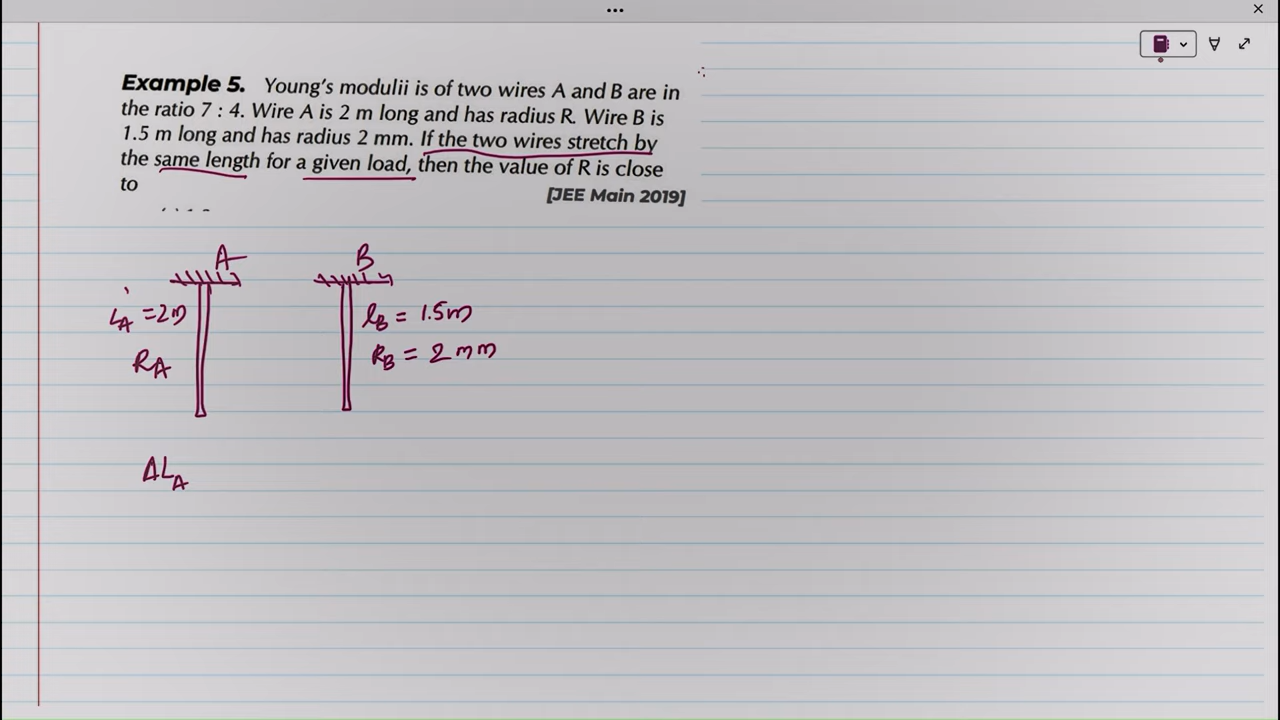 Example 5. Young's modulii is of two wires A and B are in
the ratio 7 : 4. Wire A is 2 m long and has radius R. Wire B is
1.5 m long and has radius 2 mm. If the two wires stretch by
the same length for a given load, then the value of R is close
to
[JEE Main 2019]
A B
L_A = 2m l_B = 1.5m
R_A R_B = 2 mm
ΔL_A